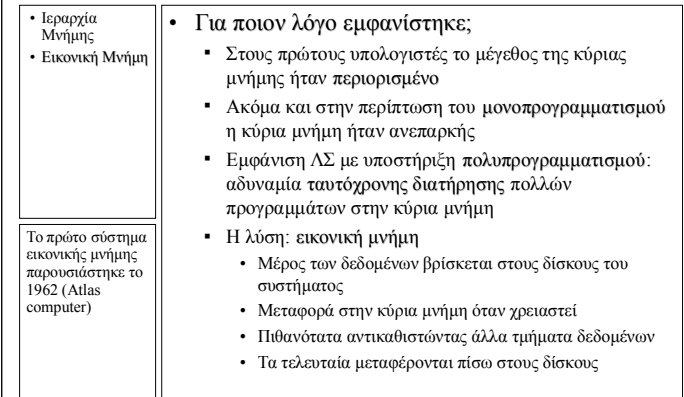 • Ιεραρχία
Μνήμης
• Εικονική Μνήμη
Το πρώτο σύστημα
εικονικής μνήμης
παρουσιάστηκε το
1962 (Atlas
computer)
• Για ποιον λόγο εμφανίστηκε;
▪ Στους πρώτους υπολογιστές το μέγεθος της κύριας
μνήμης ήταν περιορισμένο
▪ Ακόμα και στην περίπτωση του μονοπρογραμματισμού
η κύρια μνήμη ήταν ανεπαρκής
▪ Εμφάνιση ΛΣ με υποστήριξη πολυπρογραμματισμού:
αδυναμία ταυτόχρονης διατήρησης πολλών
προγραμμάτων στην κύρια μνήμη
▪ Η λύση: εικονική μνήμη
• Μέρος των δεδομένων βρίσκεται στους δίσκους του
συστήματος
• Μεταφορά στην κύρια μνήμη όταν χρειαστεί
• Πιθανότατα αντικαθιστώντας άλλα τμήματα δεδομένων
• Τα τελευταία μεταφέρονται πίσω στους δίσκους